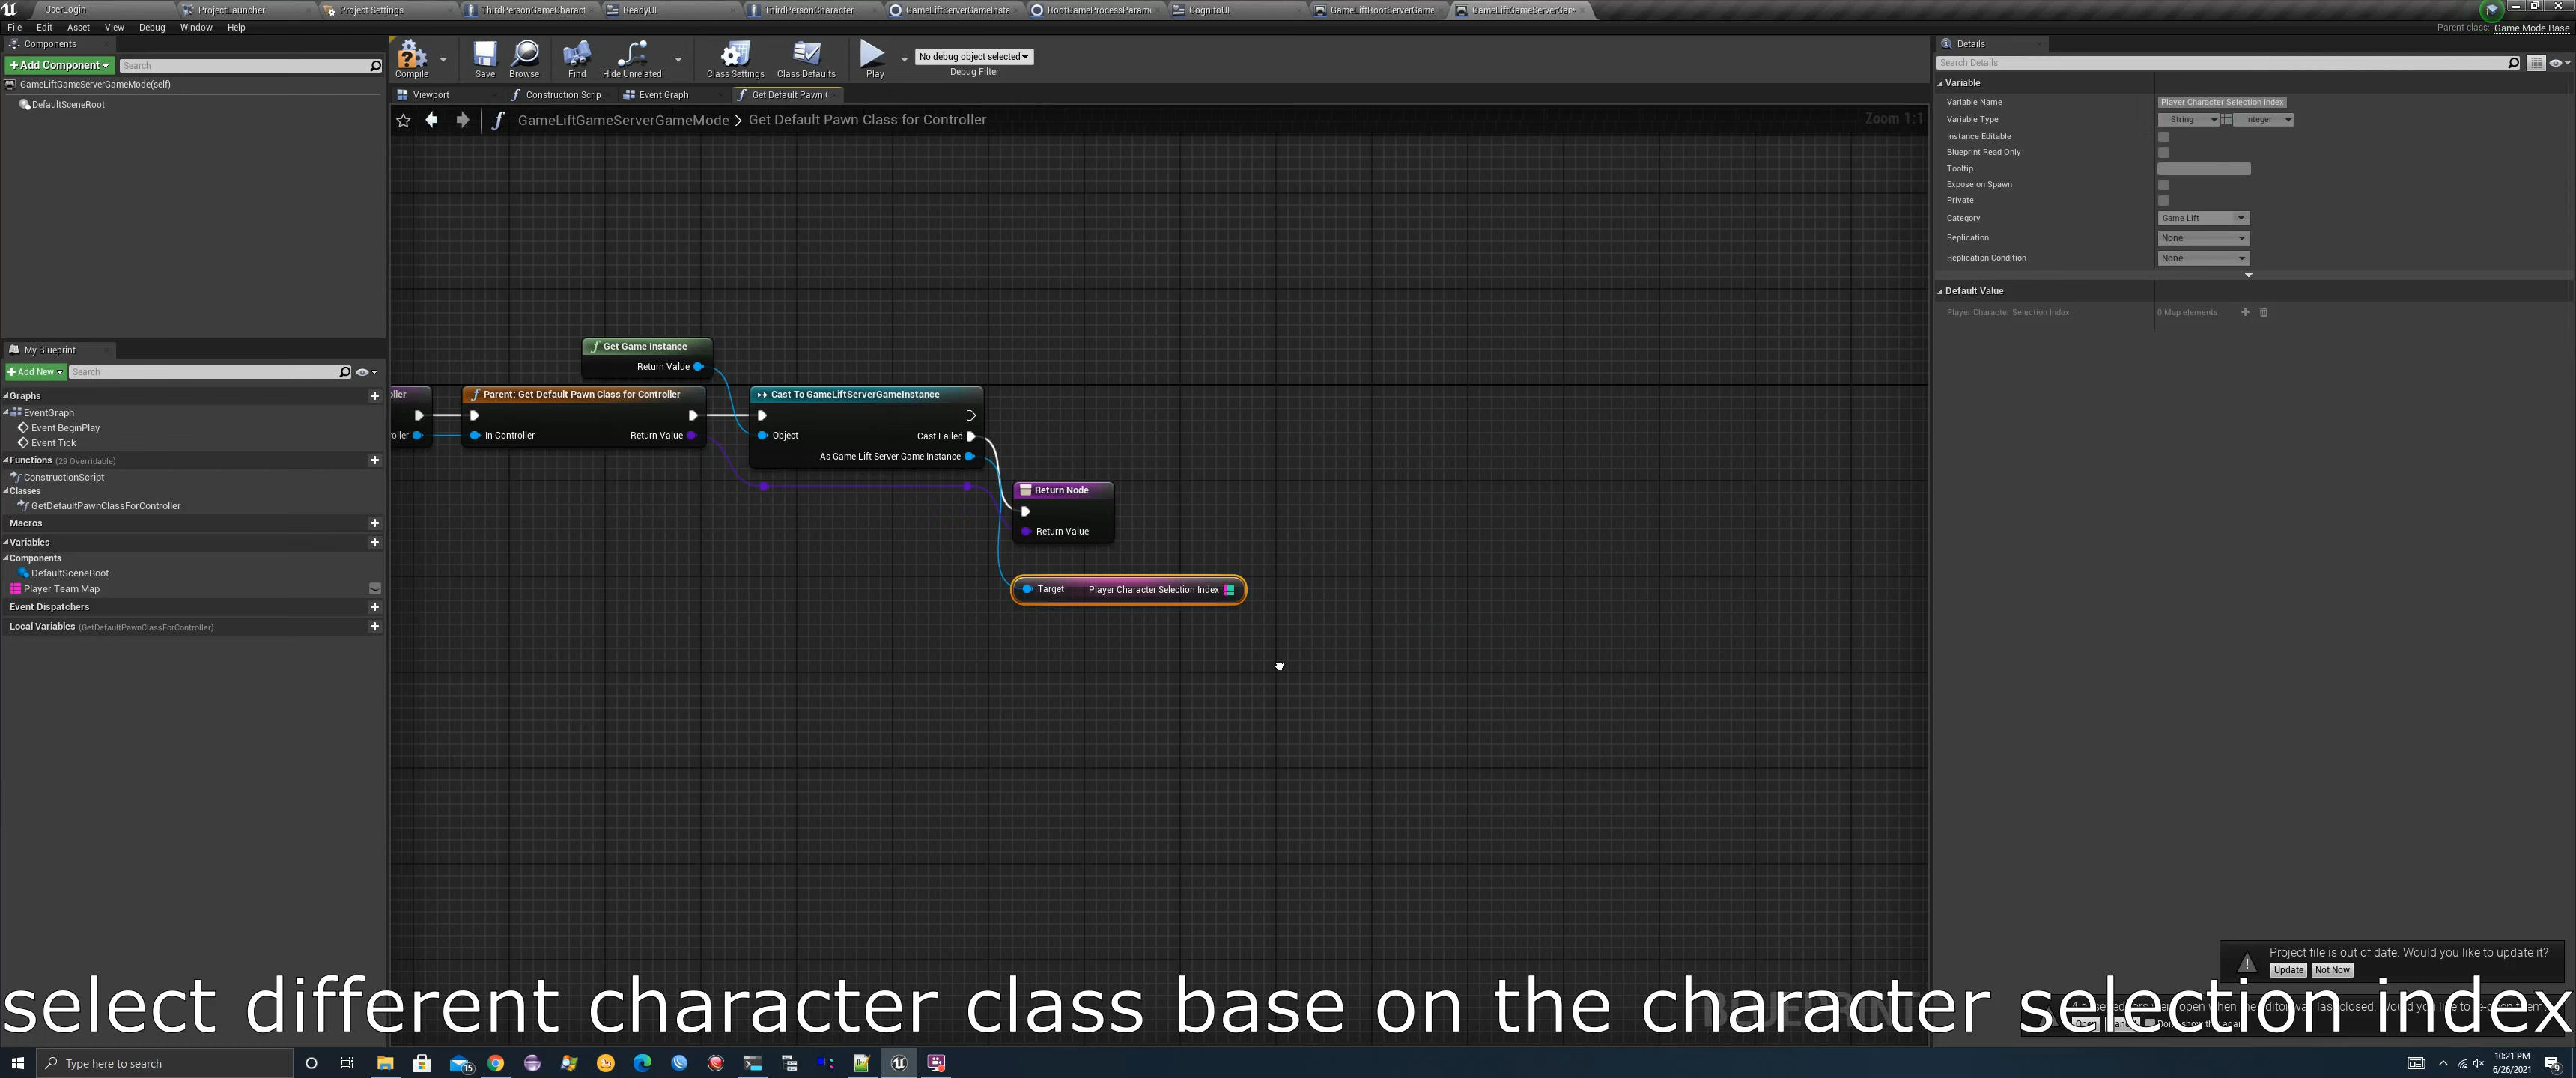 UserLogin
ProjectLauncher
Project Settings
ThirdPersonGameCharact
ReadyUI
ThirdPersonCharacter
GameLiftServerGameInsta
RootGameProcessParame
CognitoUI
GameLiftRootServerGame
GameLiftGameServerGam•
File Edit Asset View Debug Window Help
Parent class: Game Mode Base
Components
+Add Component
Search
GameLiftGameServerGameMode(self)
DefaultSceneRoot
My Blueprint
+Add New
Search
Graphs
EventGraph
Event BeginPlay
Event Tick
Functions (29 Overridable)
ConstructionScript
Classes
GetDefaultPawnClassForController
Macros
Variables
Components
DefaultSceneRoot
Player Team Map
Event Dispatchers
Local Variables (GetDefaultPawnClassForController)
Compile
Save
Browse
Find
Hide Unrelated
Class Settings
Class Defaults
Play
No debug object selected
Debug Filter
Viewport
Construction Scrip
Event Graph
Get Default Pawn (
GameLiftGameServerGameMode > Get Default Pawn Class for Controller
Zoom 1:1
Get Game Instance
Return Value
ller
oller
Parent: Get Default Pawn Class for Controller
In Controller
Return Value
Cast To GameLiftServerGameInstance
Object
Cast Failed
As Game Lift Server Game Instance
Return Node
Return Value
Target
Player Character Selection Index
Details
Search Details
Variable
Variable Name
Player Character Selection Index
Variable Type
String
Integer
Instance Editable
Blueprint Read Only
Tooltip
Expose on Spawn
Private
Category
Game Lift
Replication
None
Replication Condition
None
Default Value
Player Character Selection Index
0 Map elements
Project file is out of date. Would you like to update it?
Update
Not Now
select different character class base on the character selection index
Type here to search
15
10:21 PM
6/26/2021
9